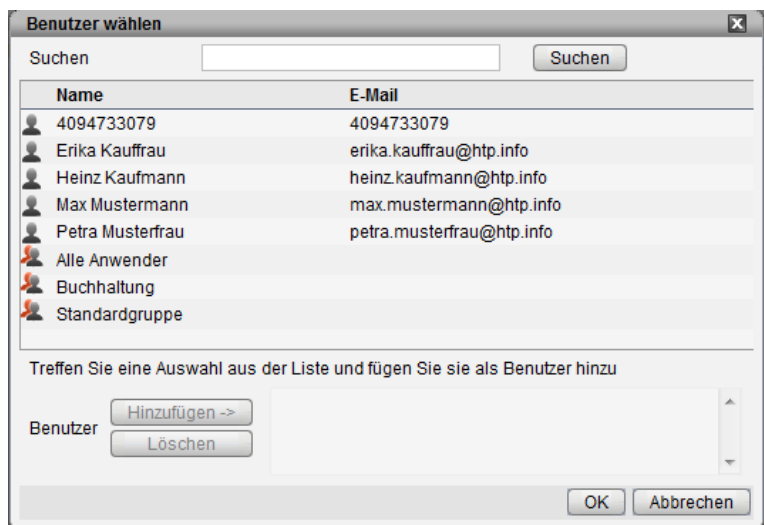 Benutzer wählen
Suchen Suchen
Name E-Mail
4094733079 4094733079
Erika Kauffrau erika.kauffrau@htp.info
Heinz Kaufmann heinz.kaufmann@htp.info
Max Mustermann max.mustermann@htp.info
Petra Musterfrau petra.musterfrau@htp.info
Alle Anwender
Buchhaltung
Standardgruppe
Treffen Sie eine Auswahl aus der Liste und fügen Sie sie als Benutzer hinzu
Hinzufügen ->
Benutzer
Löschen
OK Abbrechen